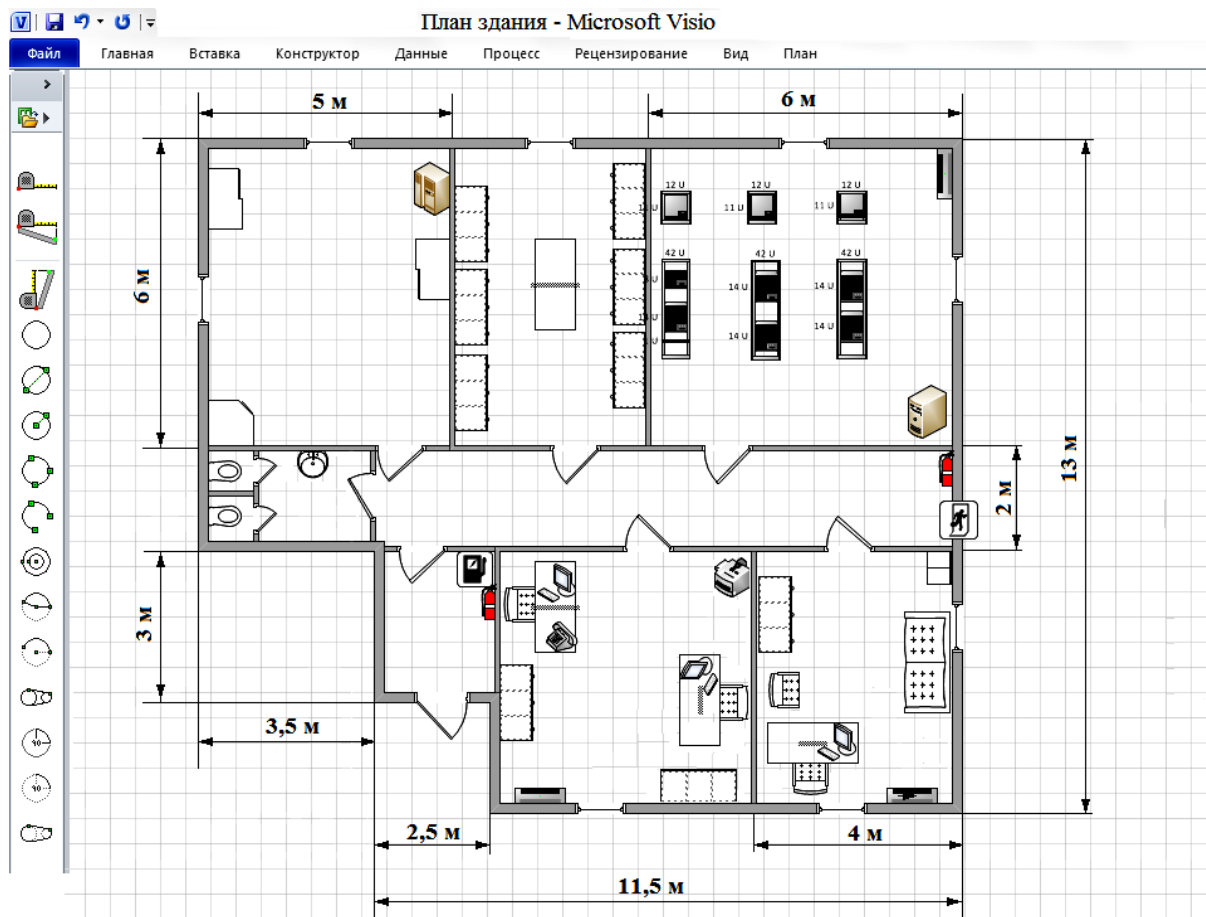 План здания - Microsoft Visio
Файл Главная Вставка Конструктор Данные Процесс Рецензирование Вид План
5 м
6 м
12 U
12 U
12 U
11 U
11 U
42 U
42 U
42 U
14 U
14 U
14 U
14 U
6 м
13 м
2 м
3 м
3,5 м
2,5 м
4 м
11,5 м